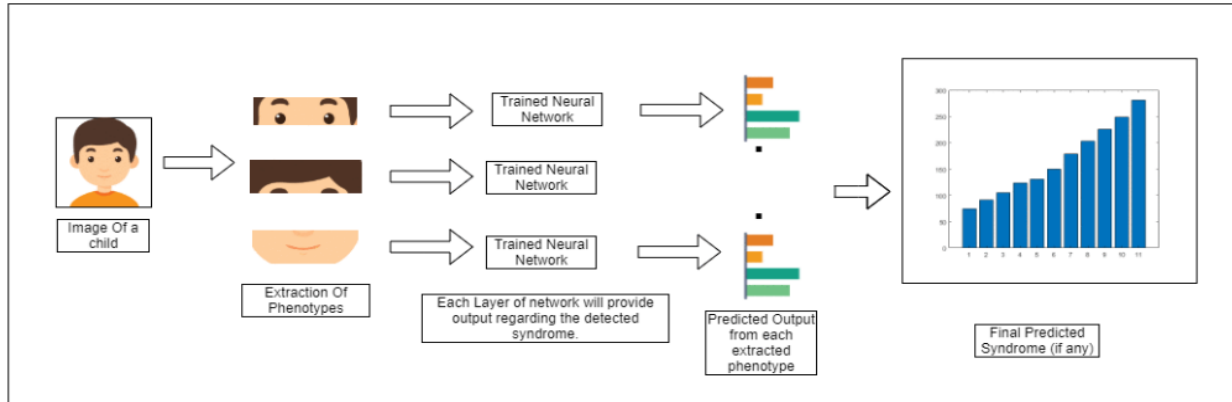 Image Of a
child
Extraction Of
Phenotypes
Trained Neural
Network
Trained Neural
Network
Trained Neural
Network
Each Layer of network will provide
output regarding the detected
syndrome.
Predicted Output
from each
extracted
phenotype
300
250
200
150
100
50
0
1 2 3 4 5 6 7 8 9 10 11
Final Predicted
Syndrome (if any)